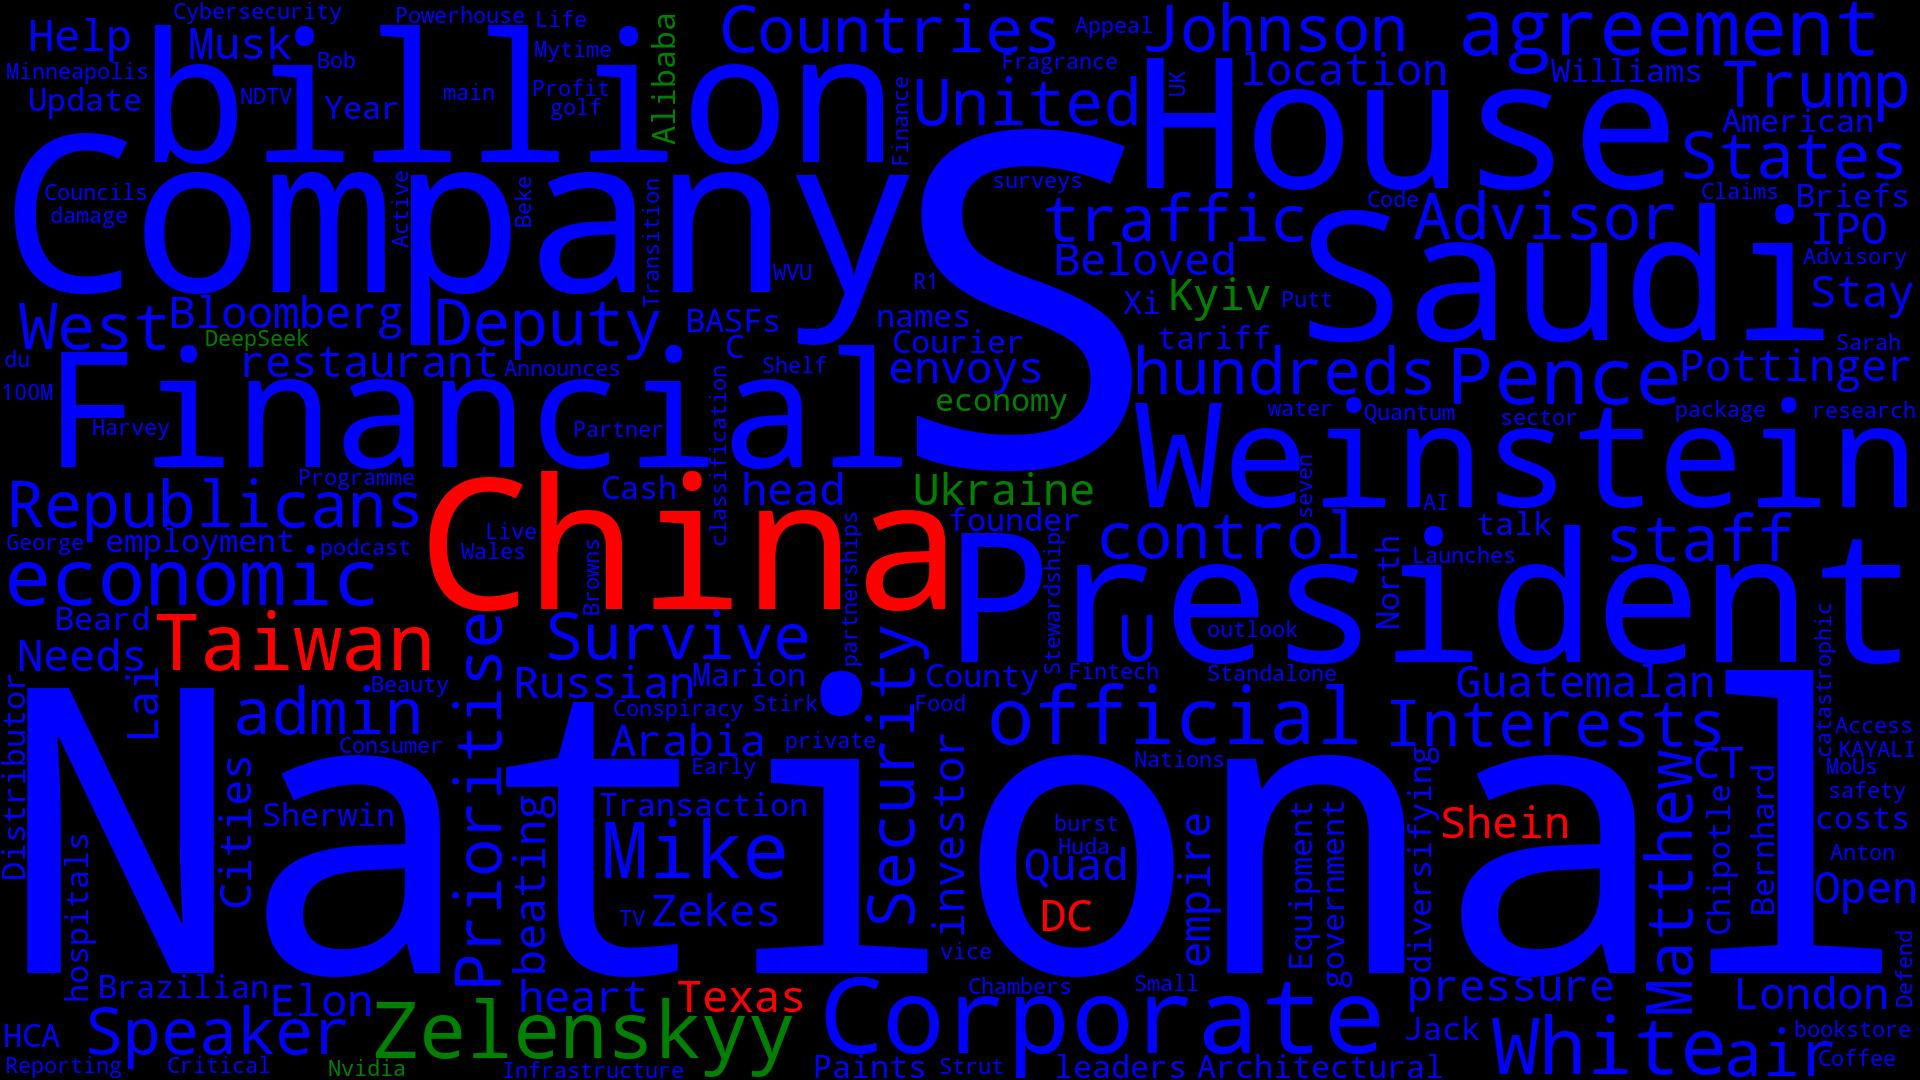 Cybersecurity
Powerhouse
Life
Countries
Appeal
Johnson
agreement
Help
Musk
billion
Bob
Mytime
Alibaba
Fragrance
UK
location
Williams
Trump
Minneapolis
Update
NDTV
Year
main
Profit
golf
Finance
United
House
American
States
Company
S
surveys
Code
Claims
Briefs
Councils
damage
Active
Beke
Transition
traffic
Advisor
IPO
WVU
R1
Beloved
Saudi
Advisory
Xi
Kyiv
Putt
Stay
West
Bloomberg
Deputy
BASFs
names
DeepSeek
C
Courier
tariff
Sarah
du
restaurant
Announces
Shelf
envoys
hundreds
Pence
Pottinger
100M
Financial
classification
economy
water
Quantum
sector
package
research
Harvey
Partner
Weinstein
Programme
Republicans
China
Cash
head
Ukraine
seven
AI
founder
George
employment
podcast
Live
Wales
Browns
partnerships
control
talk
staff
North
Launches
economic
President
Stewardships
Beard
Taiwan
Survive
U
outlook
catastrophic
Needs
Lai
Prioritise
Security
Russian
Marion
County
Fintech
Standalone
Guatemalan
Distributor
admin
Beauty
Conspiracy
Stirk
Food
official
Interests
Access
Consumer
Arabia
private
Early
investor
Nations
diversifying
Matthew
CT
KAYALI
MoUs
National
Cities
Sherwin
beating
Transaction
burst
empire
Equipment
government
Shein
Chipotle
Bernhard
safety
costs
hospitals
Mike
Huda
Quad
Anton
TV
Zekes
DC
Open
vice
Defend
Brazilian
Elon
heart
Texas
Chambers
Small
pressure
London
HCA
Speaker
Zelenskyy
Corporate
Jack
White
air
bookstore
Reporting
Critical
Nvidia
Infrastructure
Paints
Strut
leaders
Architectural
Coffee